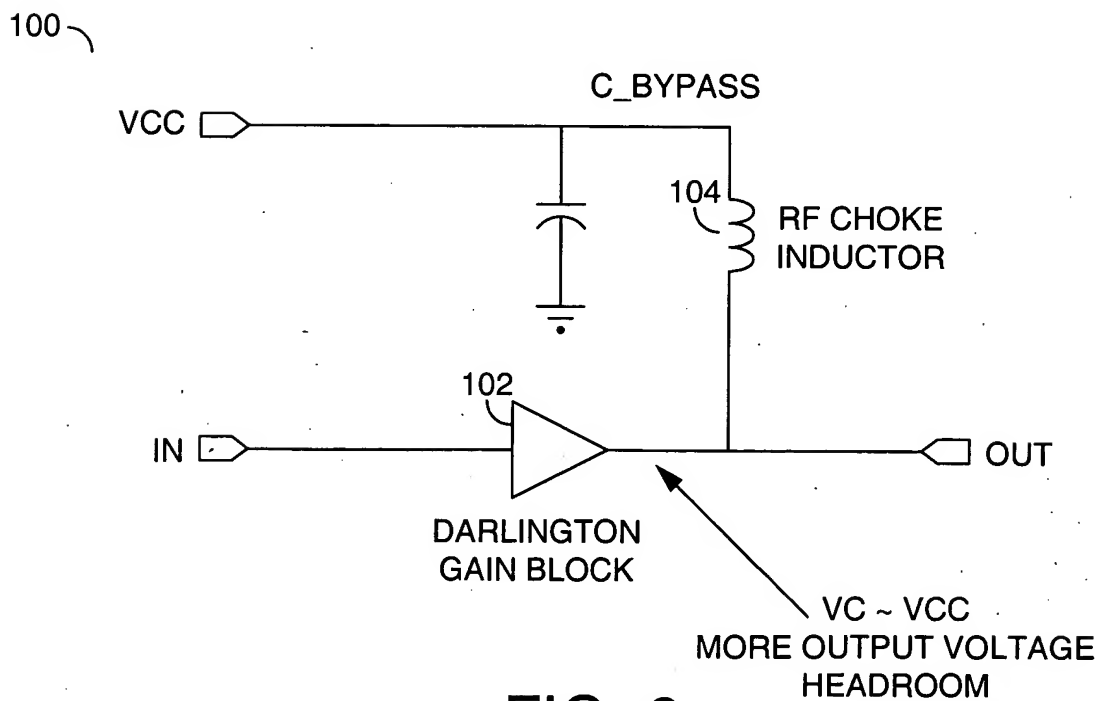 100
C_BYPASS
VCC
104
RF CHOKE
INDUCTOR
102
IN
OUT
DARLINGTON
GAIN BLOCK
VC ~ VCC
MORE OUTPUT VOLTAGE
HEADROOM